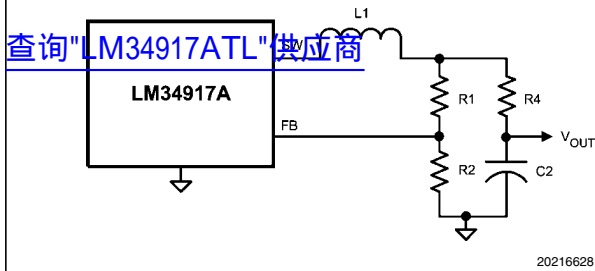 L1
查询"LM34917ATL"供应商
SW
LM34917A
R1
R4
FB
VOUT
R2
C2
20216628